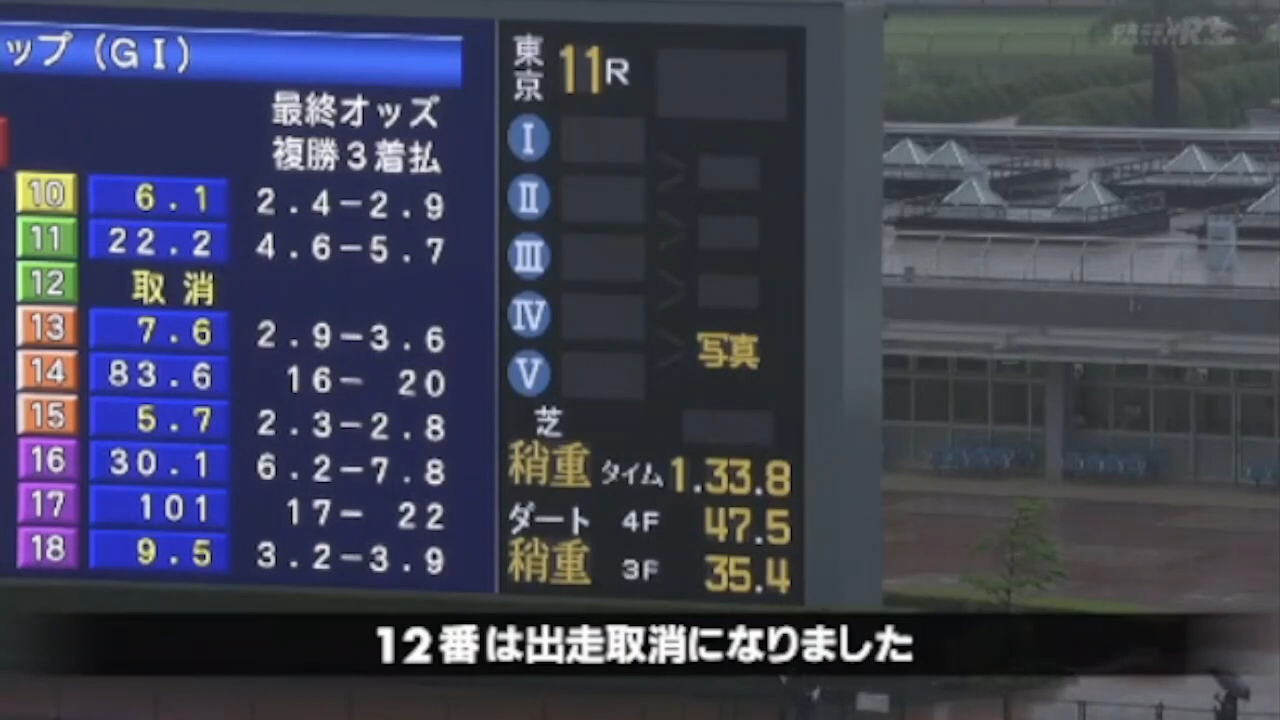 ップ(GⅠ)
最終オッズ
複勝3着払
10 6.1 2.4-2.9
11 22.2 4.6-5.7
12 取消
13 7.6 2.9-3.6
14 83.6 16- 20
15 5.7 2.3-2.8
16 30.1 6.2-7.8
17 101 17- 22
18 9.5 3.2-3.9
東京 11R
Ⅰ
Ⅱ
Ⅲ
Ⅳ
写真
Ⅴ
芝
稍重 タイム 1.33.8
ダート 4F 47.5
稍重 3F 35.4
12番は出走取消になりました